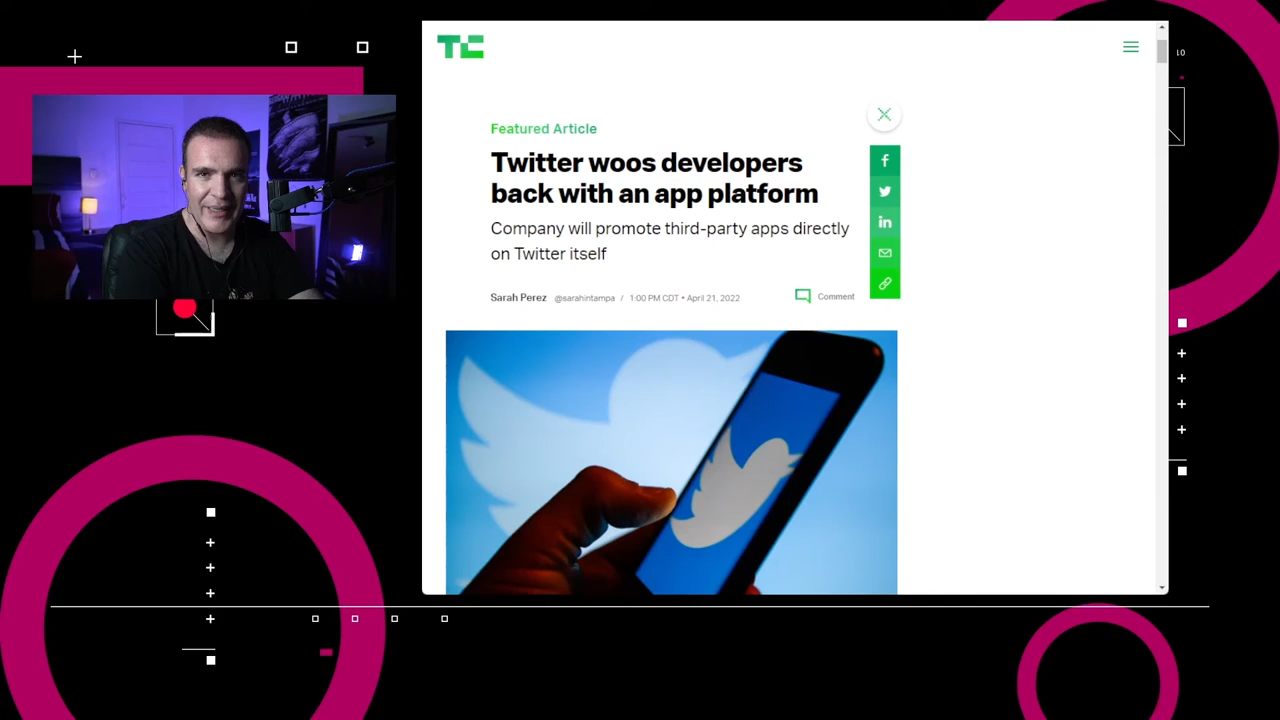 TC
Featured Article
Twitter woos developers
back with an app platform
Company will promote third-party apps directly
on Twitter itself
Sarah Perez @sarahintampa / 1:00 PM CDT • April 21, 2022
Comment
10